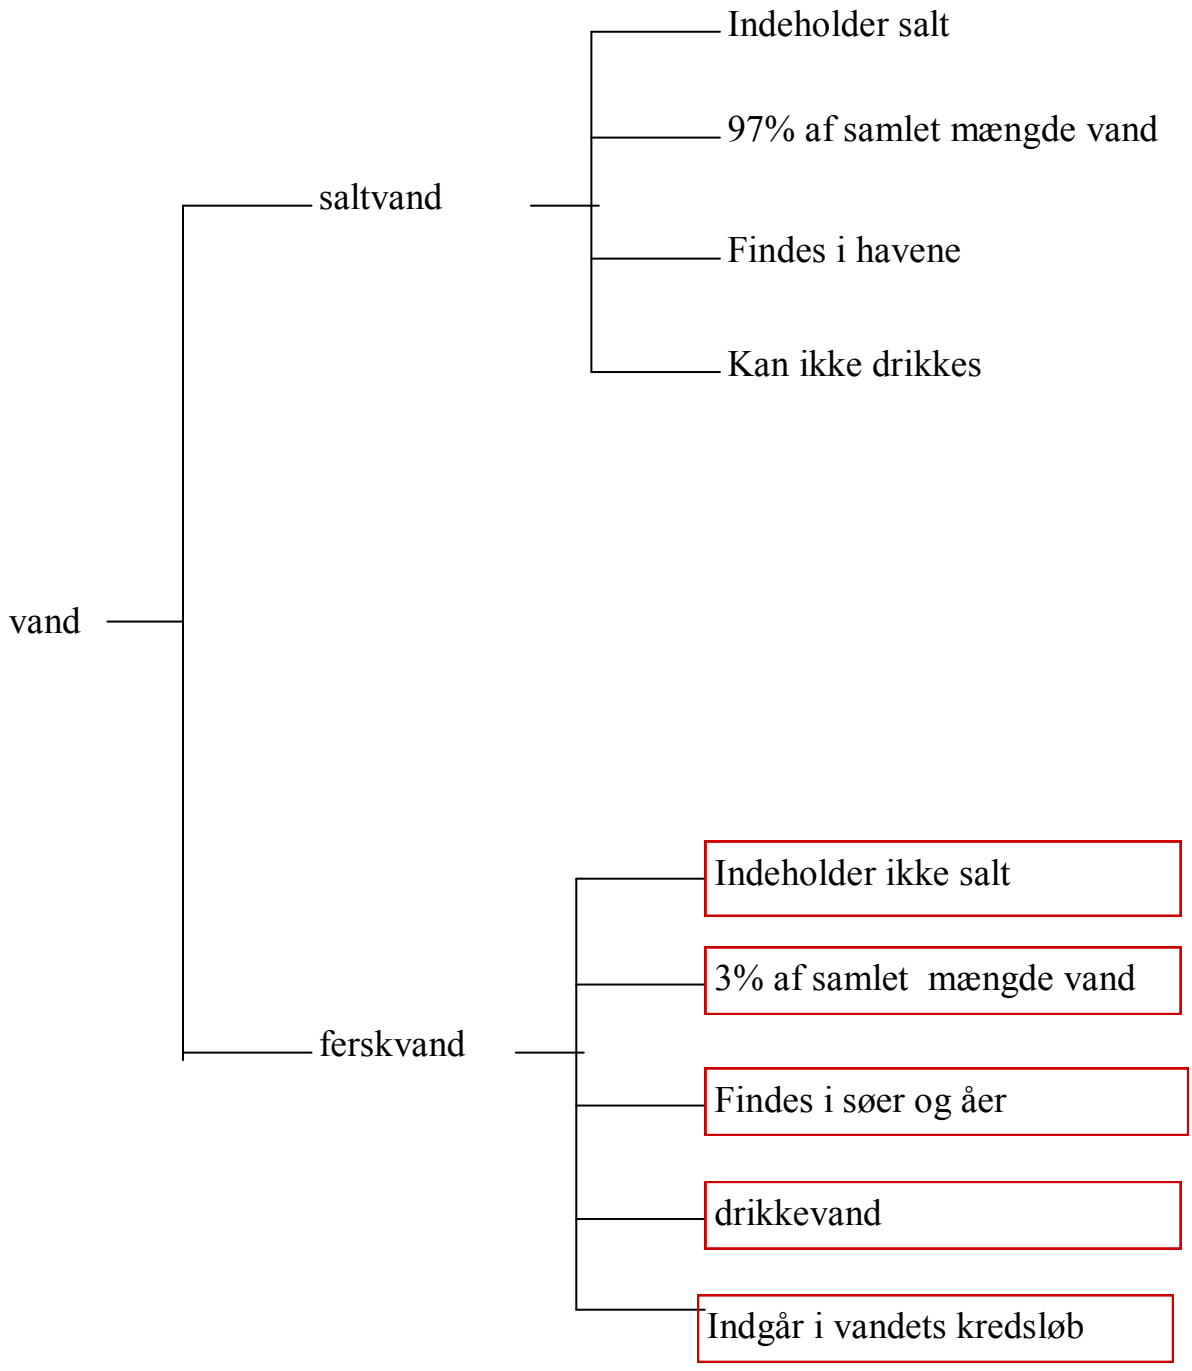 Indeholder salt
97% af samlet mængde vand
saltvand
Findes i havene
Kan ikke drikkes
vand
Indeholder ikke salt
3% af samlet  mængde vand
ferskvand
Findes i søer og åer
drikkevand
Indgår i vandets kredsløb